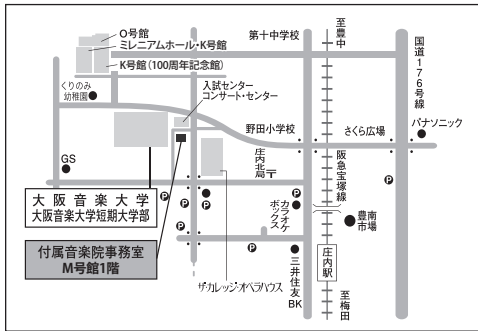 O号館
ミレニアムホール・K号館
K号館（100周年記念館）
第十中学校
至豊中
国道176号線
くりのみ
幼稚園
入試センター
コンサート・センター
野田小学校
さくら広場
パナソニック
GS
庄内北局〒
阪急宝塚線
P
大阪音楽大学
大阪音楽大学短期大学部
P
P
P
カラオケ
ボックス
P
豊南
市場
付属音楽院事務室
M号館1階
P
P
ザ・カレッジ・オペラハウス
三井住友
BK
庄内駅
至梅田